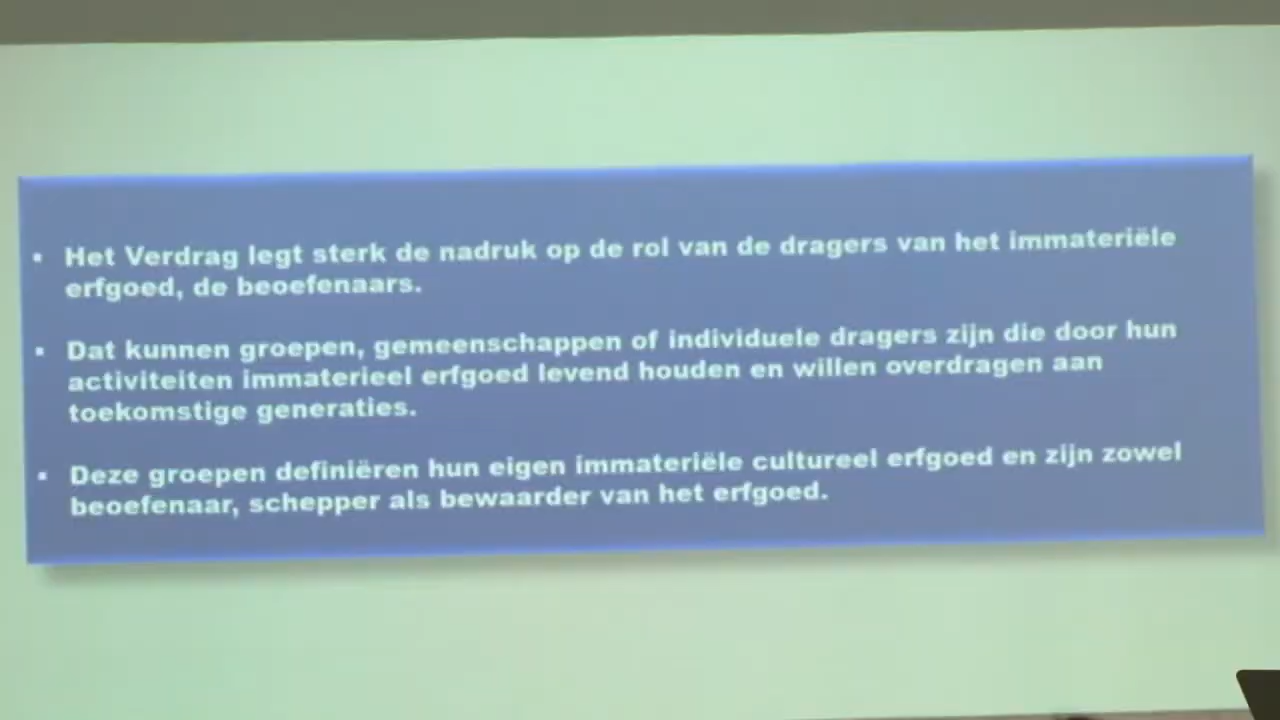 ▪ Het Verdrag legt sterk de nadruk op de rol van de dragers van het immateriële
erfgoed, de beoefenaars.
▪ Dat kunnen groepen, gemeenschappen of individuele dragers zijn die door hun
activiteiten immaterieel erfgoed levend houden en willen overdragen aan
toekomstige generaties.
▪ Deze groepen definiëren hun eigen immateriële cultureel erfgoed en zijn zowel
beoefenaar, schepper als bewaarder van het erfgoed.